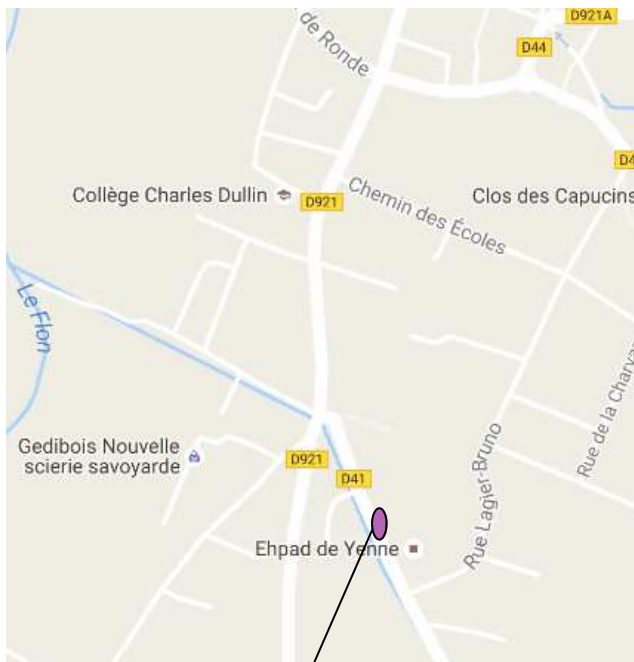 D921A
de Ronde
D44
D4
Collège Charles Dullin
D921
Chemin des Écoles
Clos des Capucins
Le Flon
Rue de la Charva
Gedibois Nouvelle
scierie savoyarde
D921
D41
Rue Lagier-Bruno
Ehpad de Yenne